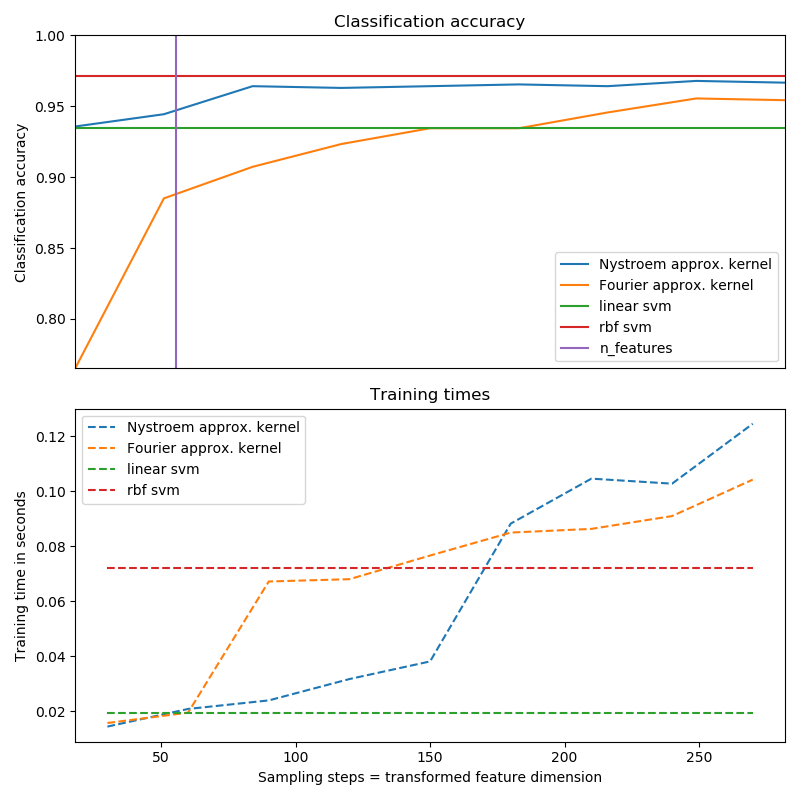 Classification accuracy
1.00
0.95
0.90
0.85
0.80
Classification accuracy
Nystroem approx. kernel
Fourier approx. kernel
linear svm
rbf svm
n_features
Training times
0.12
0.10
0.08
0.06
0.04
0.02
Training time in seconds
Nystroem approx. kernel
Fourier approx. kernel
linear svm
rbf svm
50 100 150 200 250
Sampling steps = transformed feature dimension